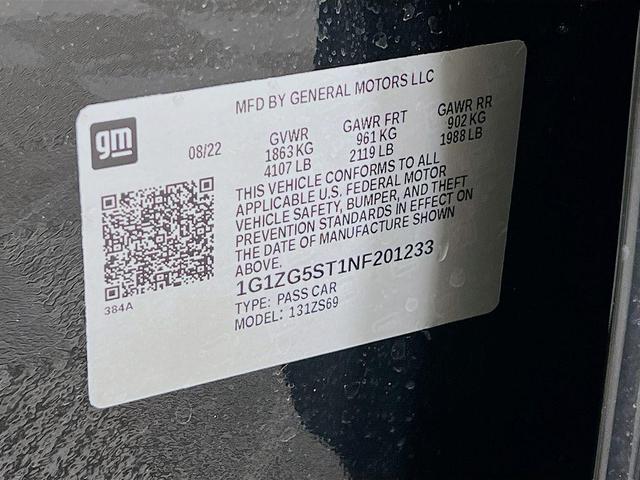 MFD BY GENERAL MOTORS LLC
gm
08/22
GVWR
1863 KG
4107 LB
GAWR FRT
961 KG
2119 LB
GAWR RR
902 KG
1988 LB
THIS VEHICLE CONFORMS TO ALL
APPLICABLE U.S. FEDERAL MOTOR
VEHICLE SAFETY, BUMPER, AND THEFT
PREVENTION STANDARDS IN EFFECT ON
THE DATE OF MANUFACTURE SHOWN
ABOVE.
384A
1G1ZG5ST1NF201233
TYPE: PASS CAR
MODEL: 131ZS69